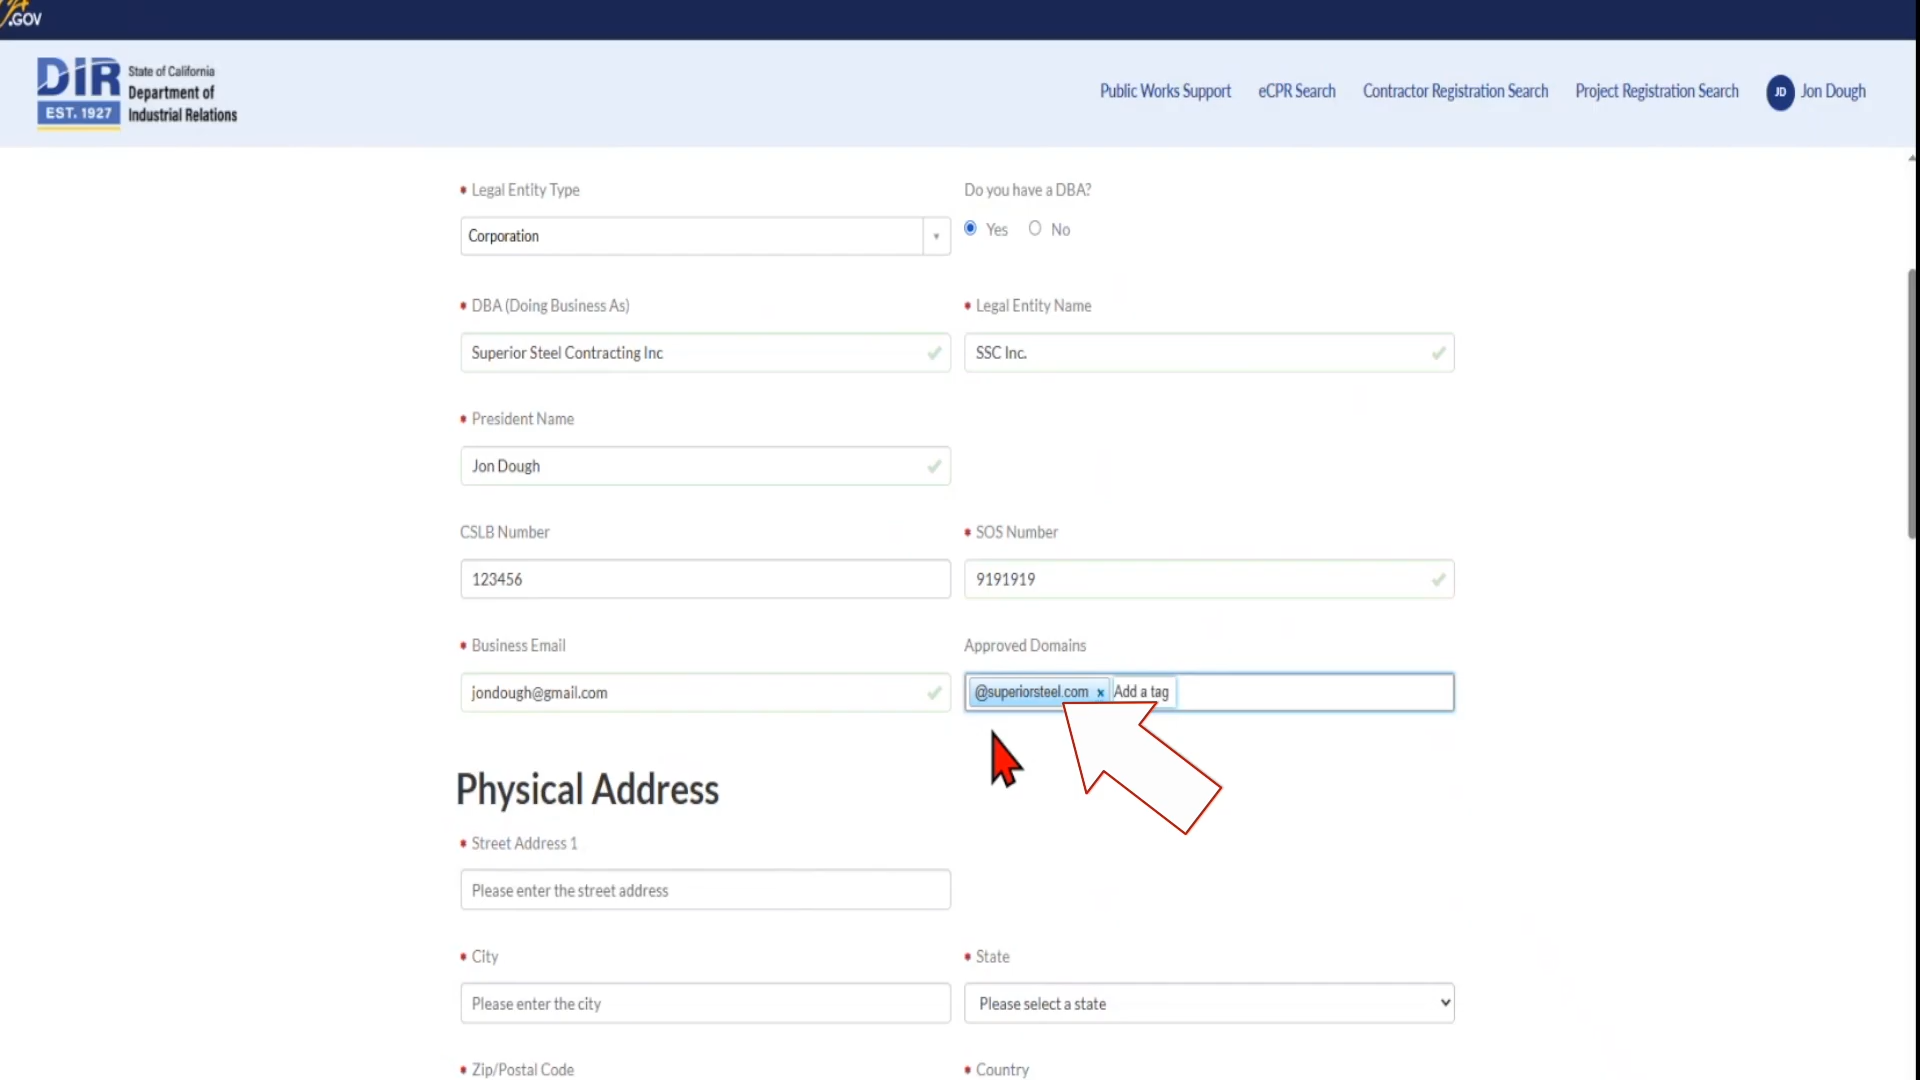 .GOV
DIR
EST. 1927
State of California
Department of
Industrial Relations
Public Works Support
eCPR Search
Contractor Registration Search
Project Registration Search
JD
Jon Dough
• Legal Entity Type
Do you have a DBA?
Corporation
Yes
No
• DBA (Doing Business As)
• Legal Entity Name
Superior Steel Contracting Inc
SSC Inc.
• President Name
Jon Dough
CSLB Number
• SOS Number
123456
9191919
• Business Email
Approved Domains
jondough@gmail.com
@superiorsteel.com × Add a tag
Physical Address
• Street Address 1
Please enter the street address
• City
• State
Please enter the city
Please select a state
• Zip/Postal Code
• Country